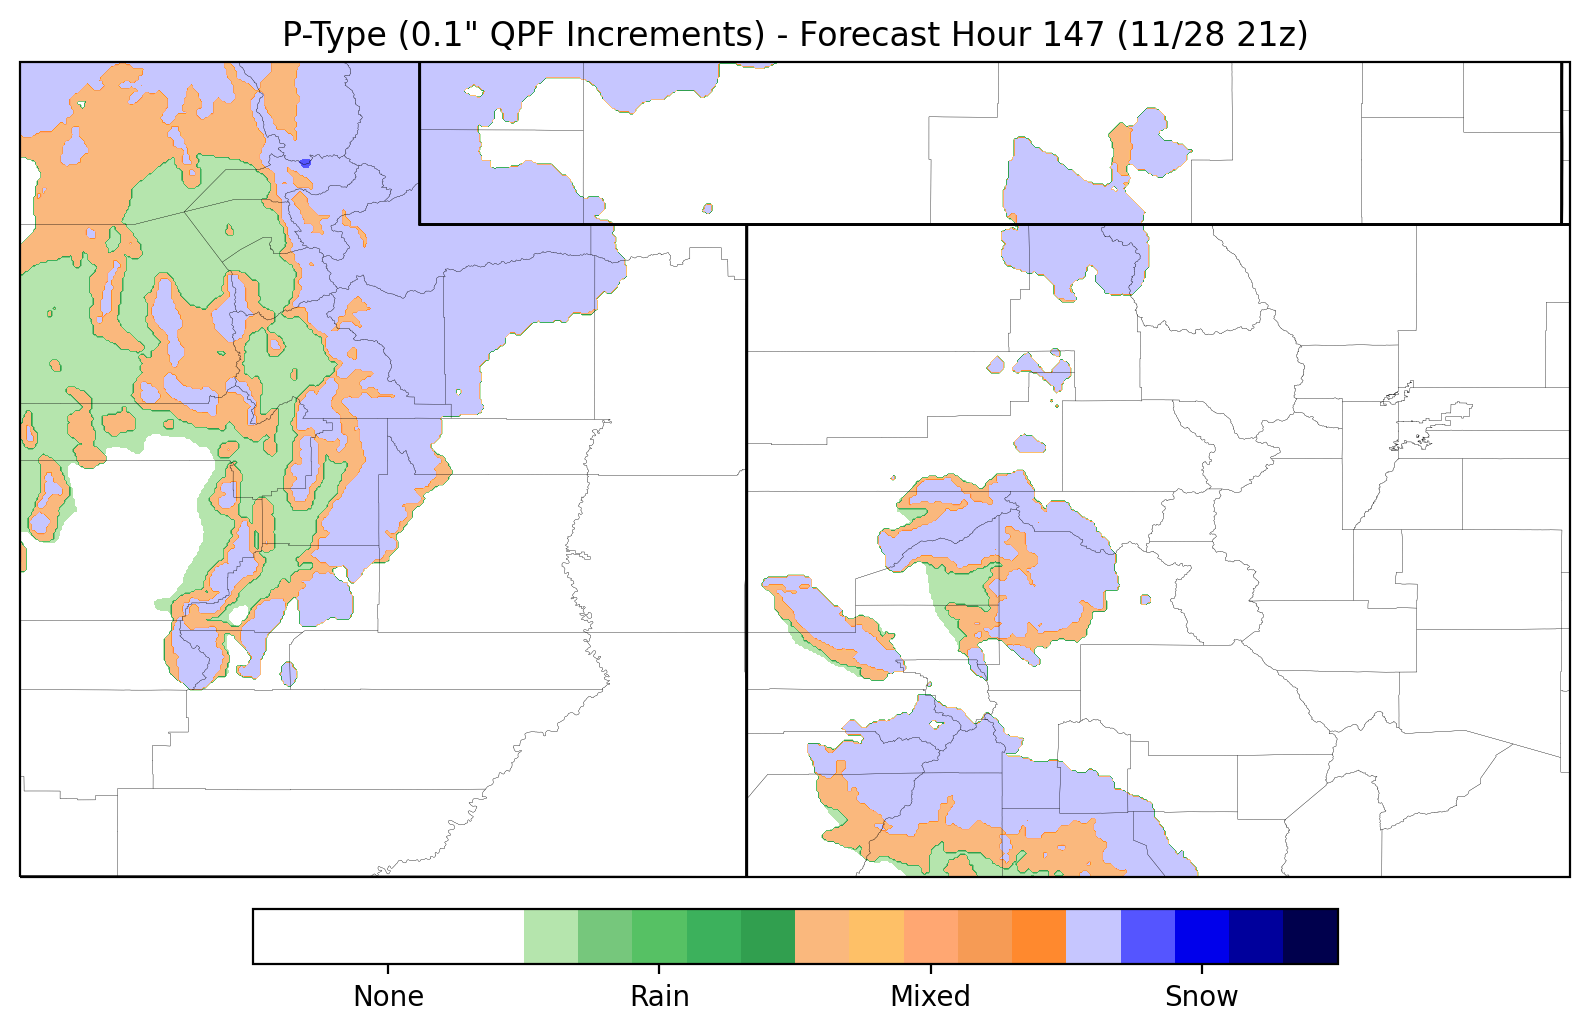 P-Type (0.1" QPF Increments) - Forecast Hour 147 (11/28 21z)
None Rain Mixed Snow